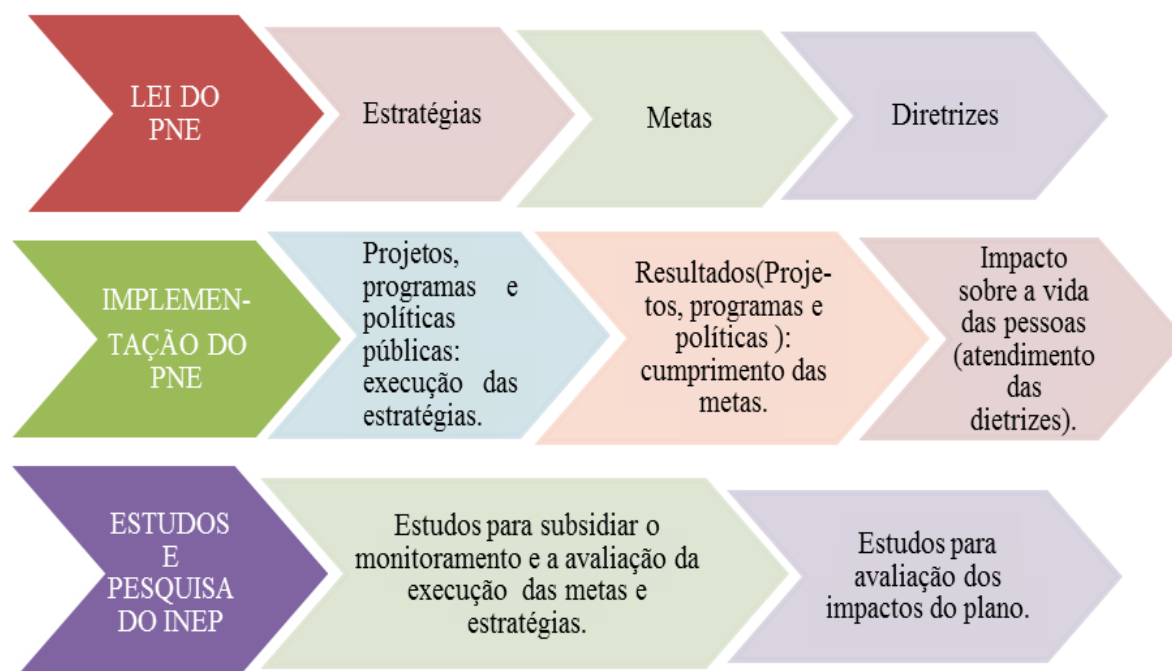 LEI DO
PNE
Estratégias
Metas
Diretrizes
IMPLEMEN-
TAÇÃO DO
PNE
Projetos,
programas e
políticas
públicas:
execução das
estratégias.
Resultados(Proje-
tos, programas e
políticas ):
cumprimento das
metas.
Impacto
sobre a vida
das pessoas
(atendimento
das
dietrizes).
ESTUDOS
E
PESQUISA
DO INEP
Estudos para subsidiar o
monitoramento e a avaliação da
execução das metas e
estratégias.
Estudos para
avaliação dos
impactos do plano.